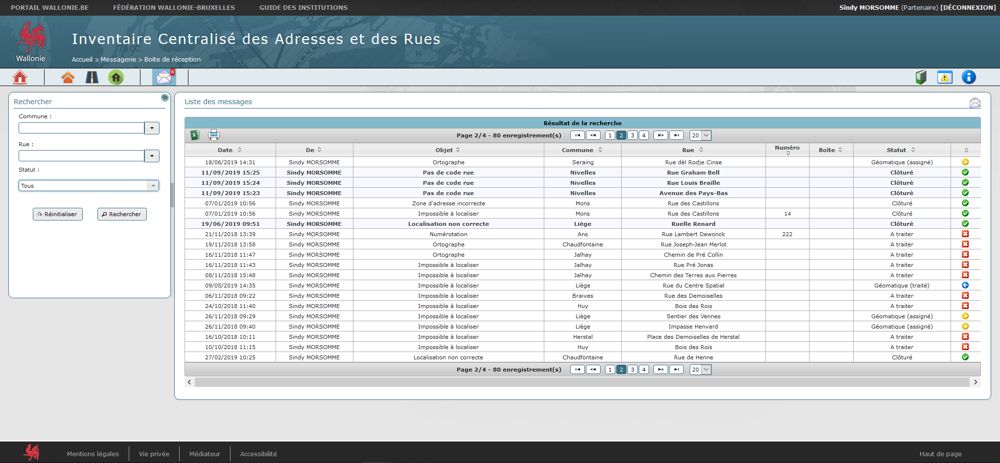 PORTAIL WALLONIE.BE FÉDÉRATION WALLONIE-BRUXELLES GUIDE DES INSTITUTIONS Sindy MORSOMME (Partenaire) [DÉCONNEXION]
Inventaire Centralisé des Adresses et des Rues
ZACC
N
Wallonie
Accueil > Messagerie > Boite de réception
6
Rechercher
Commune :
Rue :
Statut :
Tous
Réinitialiser Rechercher
Liste des messages
Résultat de la recherche
Page 2/4 - 80 enregistrement(s) 1 2 3 4 20
Date De Objet Commune Rue Numéro Boîte Statut
18/06/2019 14:31 Sindy MORSOMME Ortographe Seraing Rue dèl Rodje Cinse Géomatique (assigné)
11/09/2019 15:25 Sindy MORSOMME Pas de code rue Nivelles Rue Graham Bell Clôturé
11/09/2019 15:24 Sindy MORSOMME Pas de code rue Nivelles Rue Louis Braille Clôturé
11/09/2019 15:23 Sindy MORSOMME Pas de code rue Nivelles Avenue des Pays-Bas Clôturé
07/01/2019 10:56 Sindy MORSOMME Zone d'adresse incorrecte Mons Rue des Castillons Clôturé
07/01/2019 10:56 Sindy MORSOMME Impossible à localiser Mons Rue des Castillons 14 Clôturé
19/06/2019 09:51 Sindy MORSOMME Localisation non correcte Liège Ruelle Renard Clôturé
21/11/2018 13:39 Sindy MORSOMME Numérotation Ans Rue Lambert Dewonck 222 A traiter
19/11/2018 13:58 Sindy MORSOMME Ortographe Chaudfontaine Rue Joseph-Jean Merlot A traiter
16/11/2018 11:47 Sindy MORSOMME Ortographe Jalhay Chemin de Pré Collin A traiter
16/11/2018 11:43 Sindy MORSOMME Impossible à localiser Jalhay Rue Pré Jonas A traiter
08/11/2018 15:48 Sindy MORSOMME Impossible à localiser Jalhay Chemin des Terres aux Pierres A traiter
09/05/2019 14:35 Sindy MORSOMME Impossible à localiser Liège Rue du Centre Spatial Géomatique (traité)
06/11/2018 09:22 Sindy MORSOMME Impossible à localiser Braives Rue des Demoiselles A traiter
24/10/2018 11:40 Sindy MORSOMME Impossible à localiser Huy Bois des Rois A traiter
26/11/2018 09:29 Sindy MORSOMME Impossible à localiser Liège Sentier des Vennes Géomatique (assigné)
26/11/2018 09:40 Sindy MORSOMME Impossible à localiser Liège Impasse Henvard Géomatique (assigné)
16/10/2018 10:11 Sindy MORSOMME Impossible à localiser Herstal Place des Demoiselles de Herstal A traiter
10/10/2018 11:15 Sindy MORSOMME Impossible à localiser Huy Bois des Rois A traiter
27/02/2019 10:25 Sindy MORSOMME Localisation non correcte Chaudfontaine Rue de Henne Clôturé
Page 2/4 - 80 enregistrement(s) 1 2 3 4 20
Mentions légales Vie privée Médiateur Accessibilité Haut de page